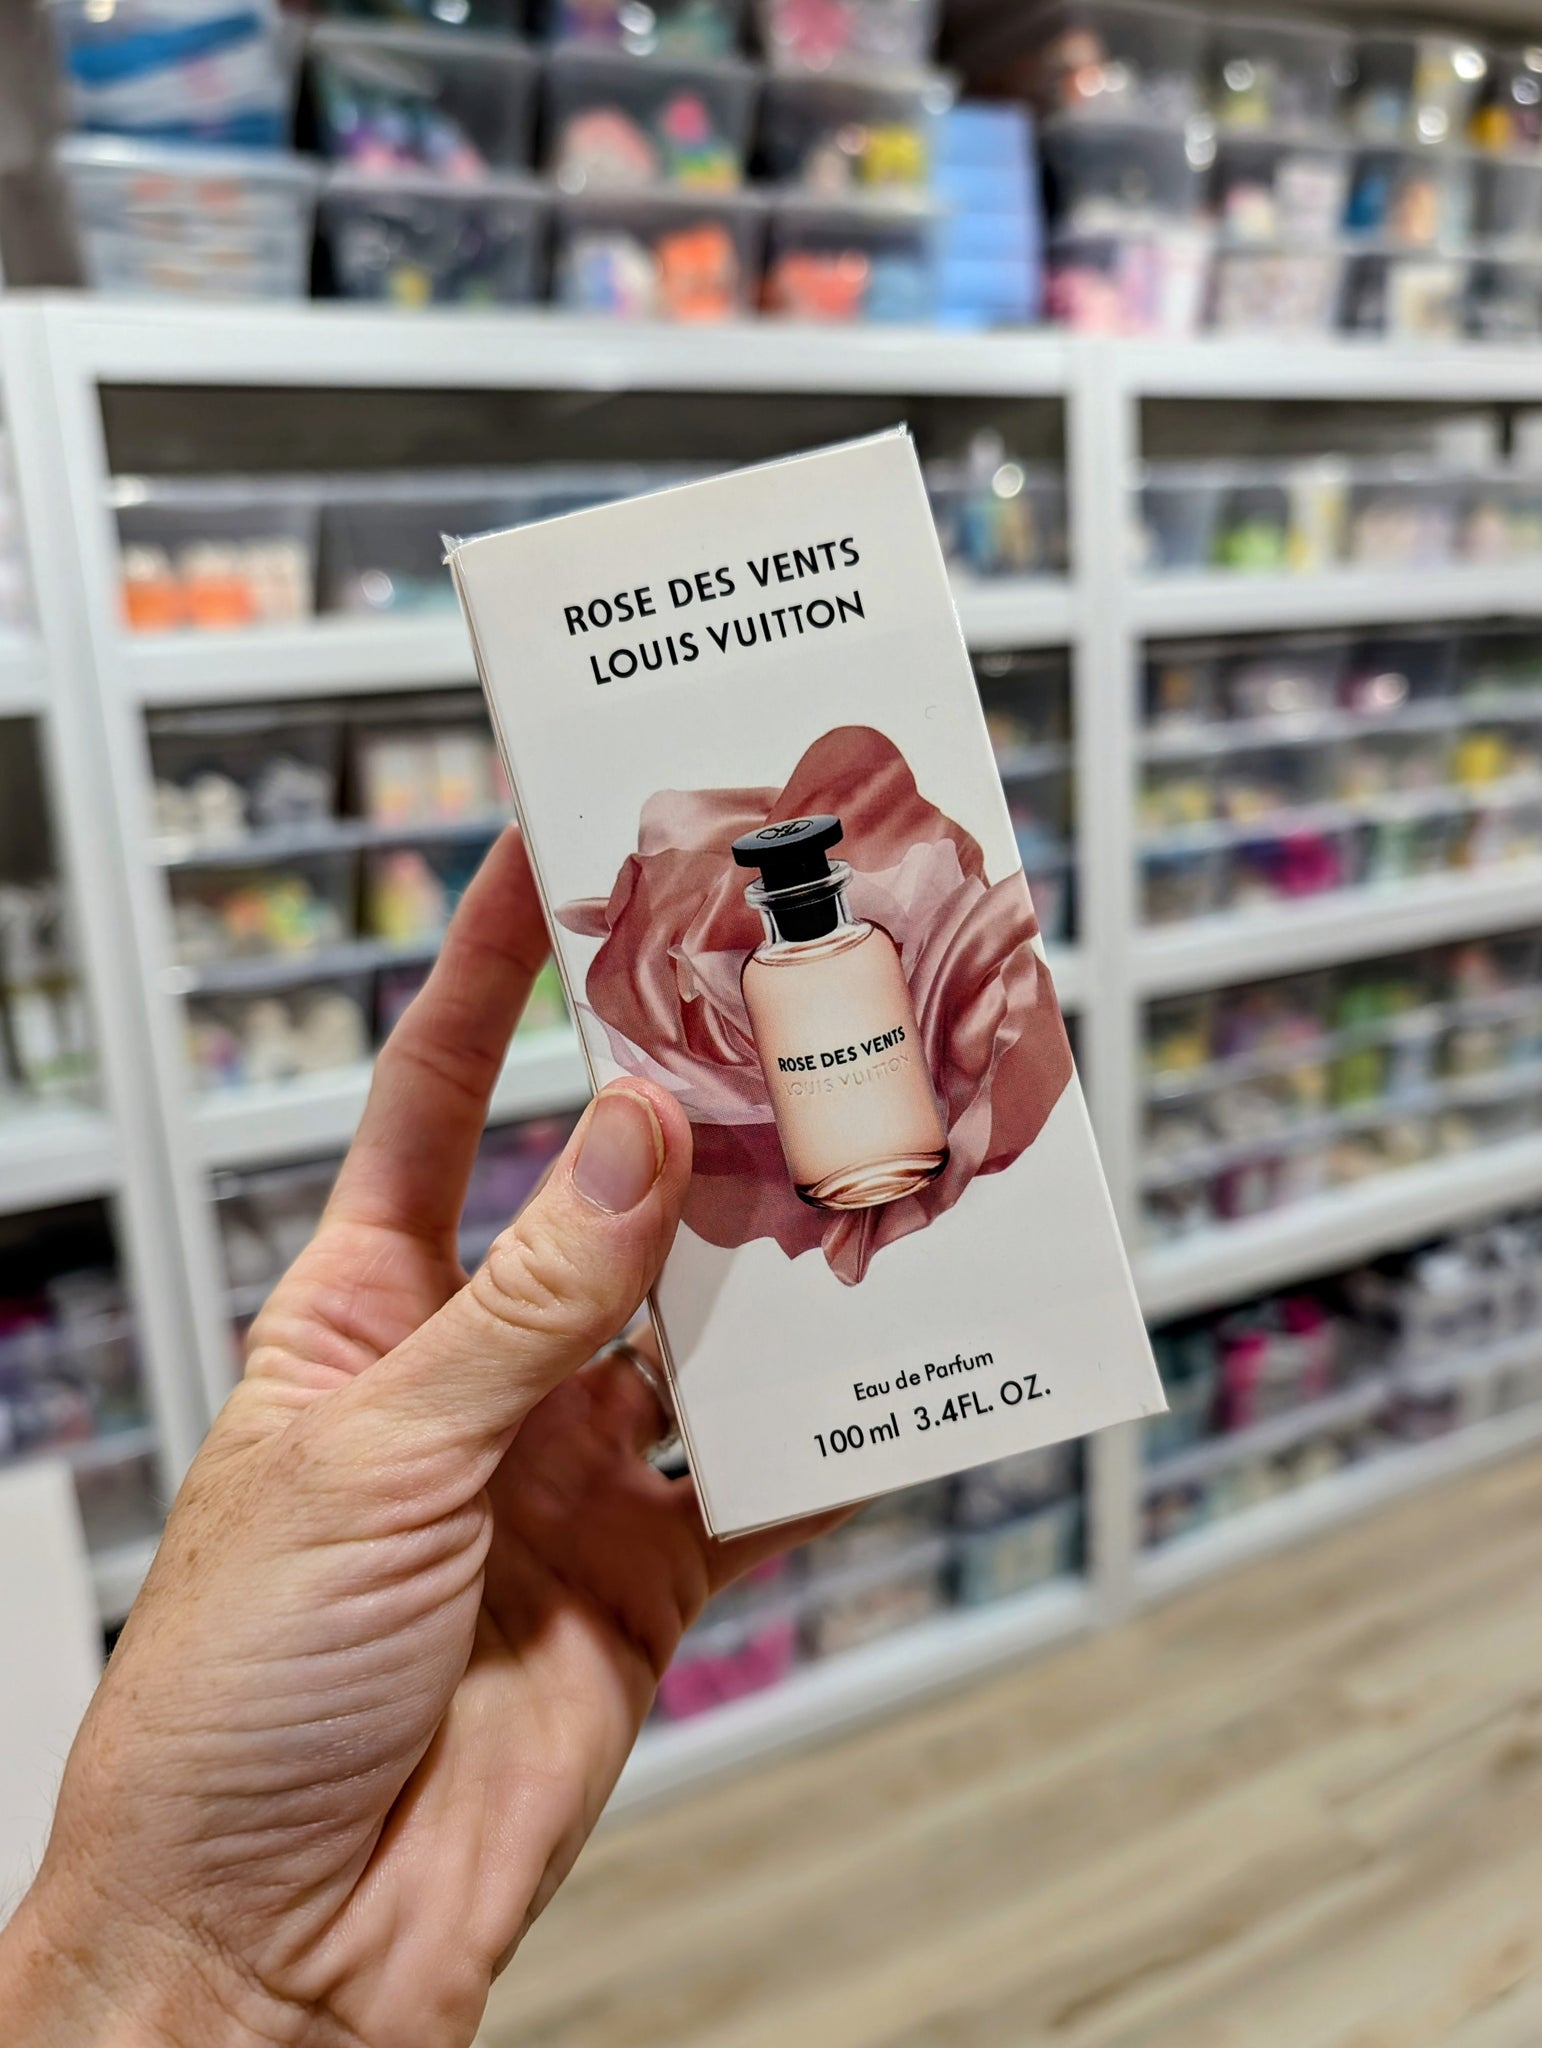 ROSE DES VENTS
LOUIS VUITTON
ROSE DES VENTS
LOUIS VUITTON
Eau de Parfum
100 ml 3.4FL. OZ.